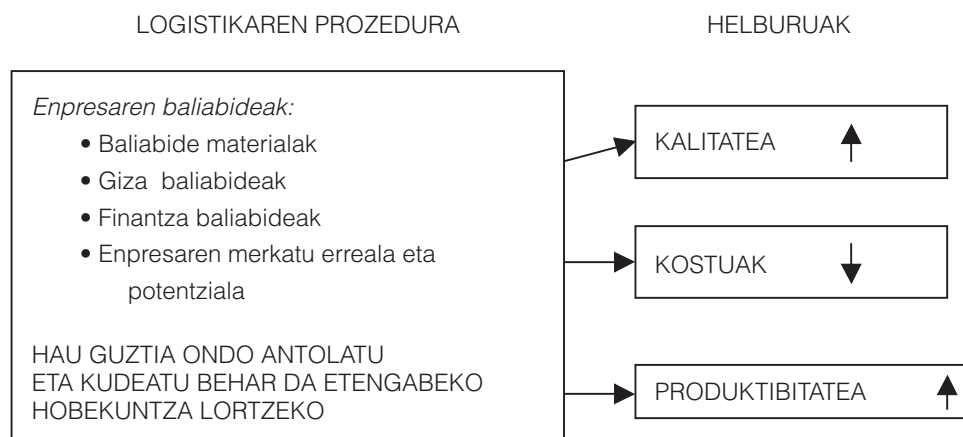 LOGISTIKAREN PROZEDURA
HELBURUAK
Enpresaren baliabideak:
• Baliabide materialak
• Giza baliabideak
• Finantza baliabideak
• Enpresaren merkatu erreala eta
potentziala
HAU GUZTIA ONDO ANTOLATU
ETA KUDEATU BEHAR DA ETENGABEKO
HOBEKUNTZA LORTZEKO
KALITATEA
KOSTUAK
PRODUKTIBITATEA